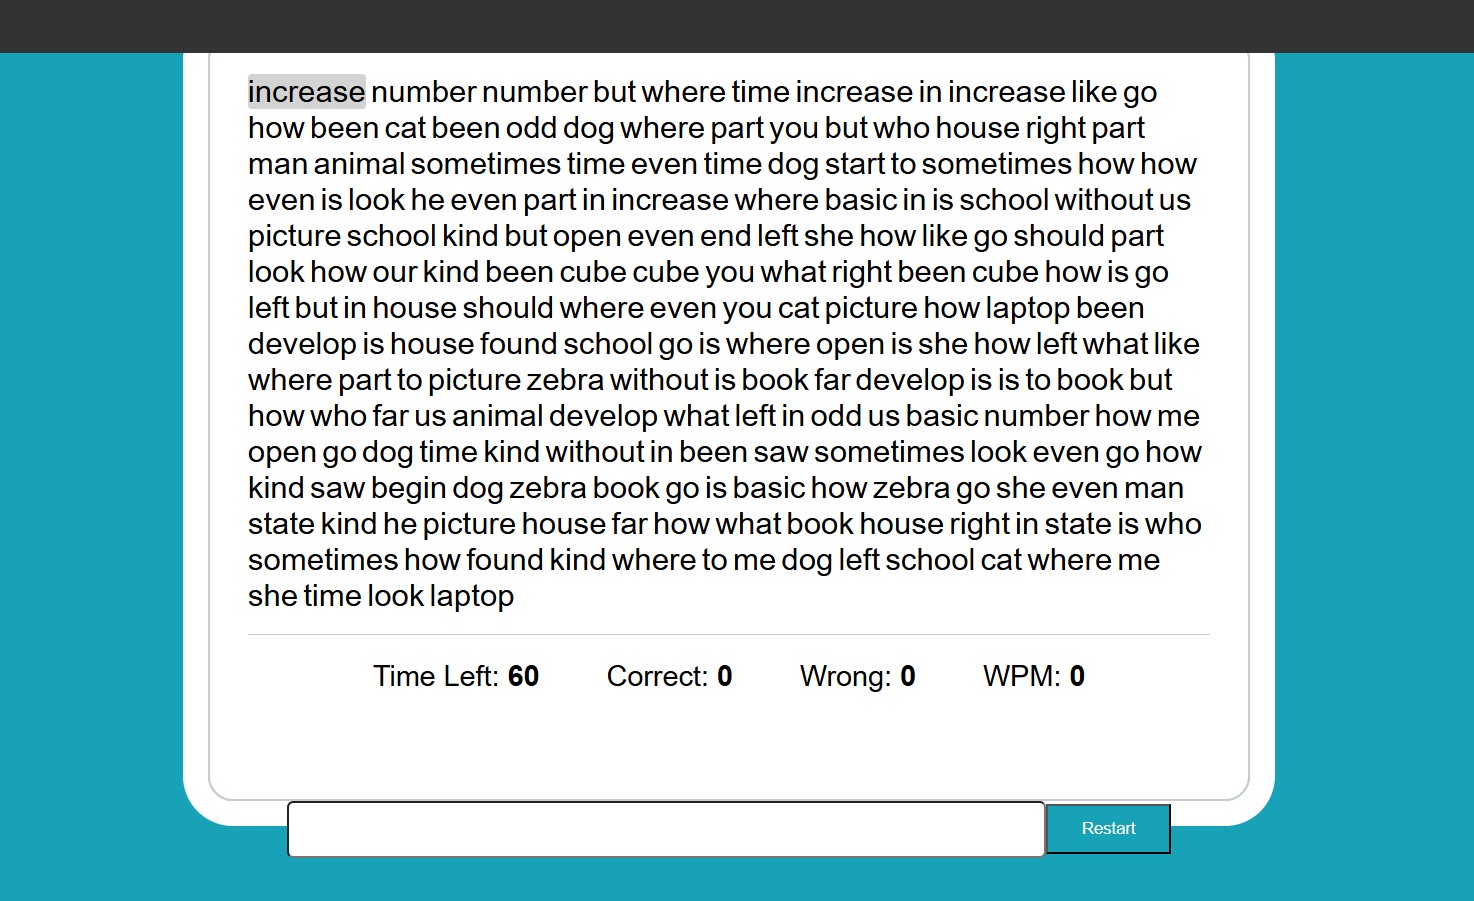 increase number number but where time increase in increase like go
how been cat been odd dog where part you but who house right part
man animal sometimes time even time dog start to sometimes how how
even is look he even part in increase where basic in is school without us
picture school kind but open even end left she how like go should part
look how our kind been cube cube you what right been cube how is go
left but in house should where even you cat picture how laptop been
develop is house found school go is where open is she how left what like
where part to picture zebra without is book far develop is is to book but
how who far us animal develop what left in odd us basic number how me
open go dog time kind without in been saw sometimes look even go how
kind saw begin dog zebra book go is basic how zebra go she even man
state kind he picture house far how what book house right in state is who
sometimes how found kind where to me dog left school cat where me
she time look laptop
Time Left: 60 Correct: 0 Wrong: 0 WPM: 0
Restart